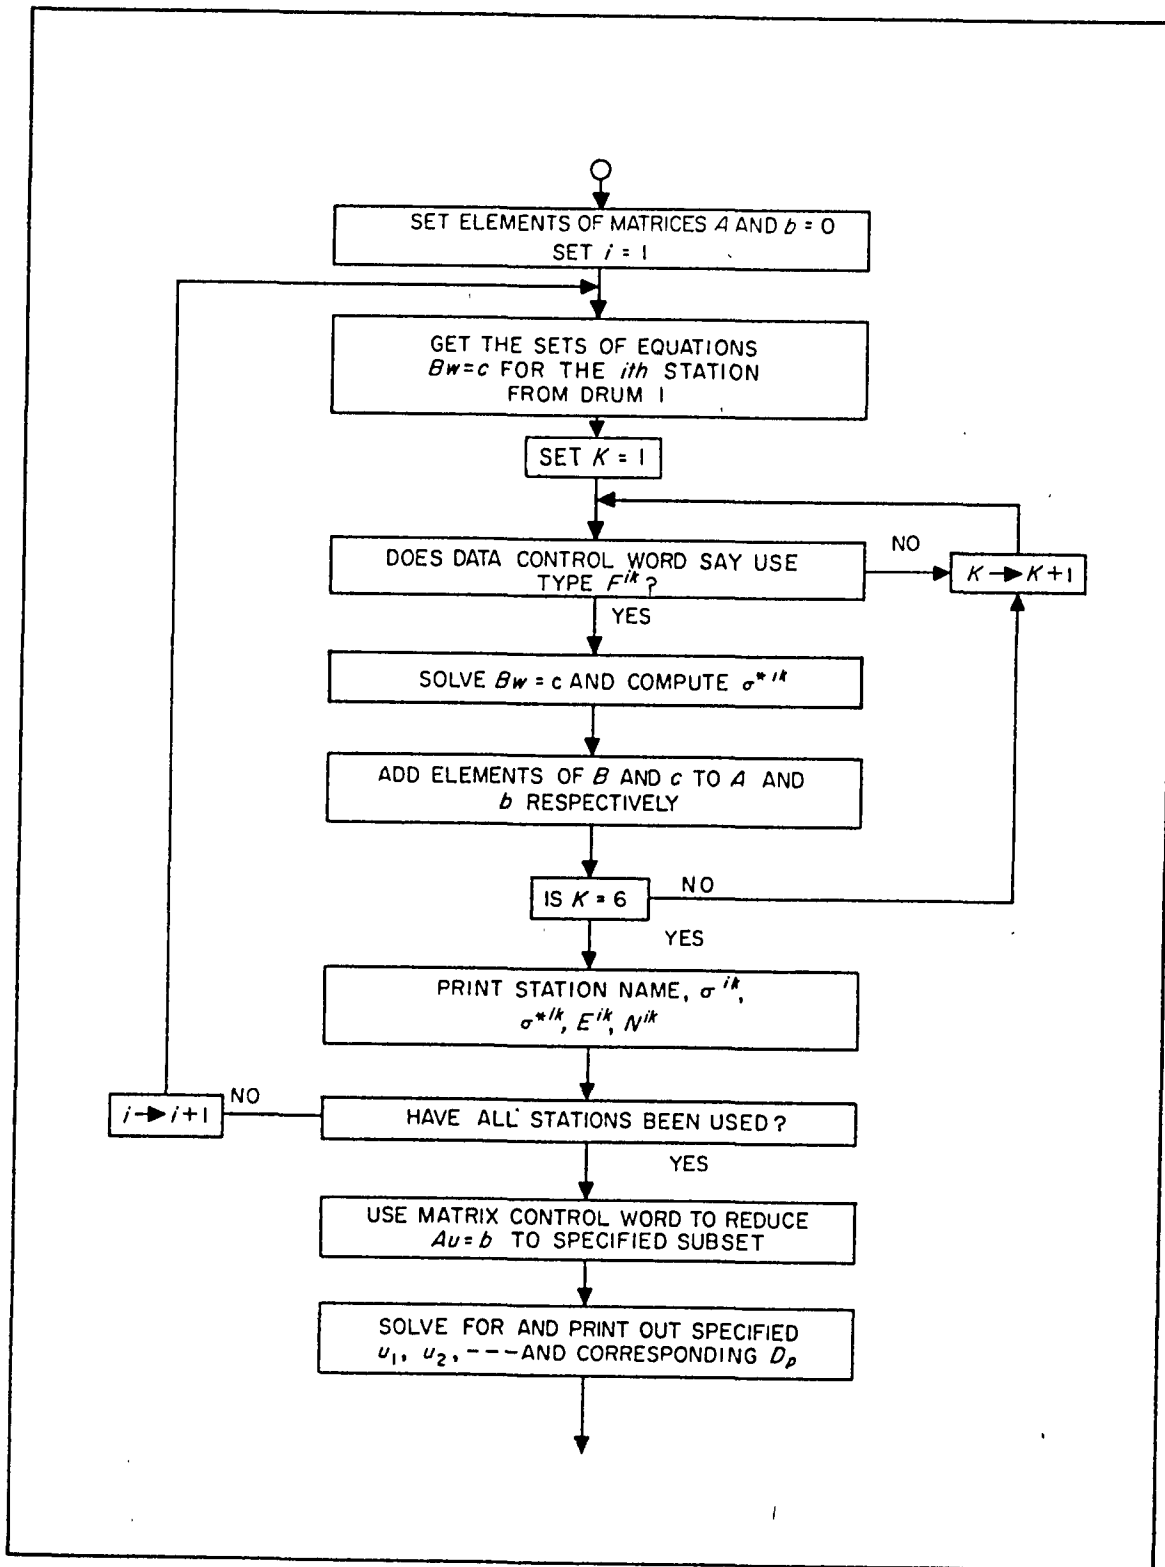 SET ELEMENTS OF MATRICES A AND b = 0
SET i = 1
GET THE SETS OF EQUATIONS
Bw=c FOR THE ith STATION
FROM DRUM 1
SET K = 1
DOES DATA CONTROL WORD SAY USE
TYPE F^{ik}?
NO
K → K+1
YES
SOLVE Bw=c AND COMPUTE σ*^{ik}
ADD ELEMENTS OF B AND c TO A AND
b RESPECTIVELY
IS K = 6
NO
YES
PRINT STATION NAME, σ^{ik},
σ*^{ik}, E^{ik}, N^{ik}
i → i+1
NO
HAVE ALL STATIONS BEEN USED?
YES
USE MATRIX CONTROL WORD TO REDUCE
Au=b TO SPECIFIED SUBSET
SOLVE FOR AND PRINT OUT SPECIFIED
u₁, u₂, ---AND CORRESPONDING D_p